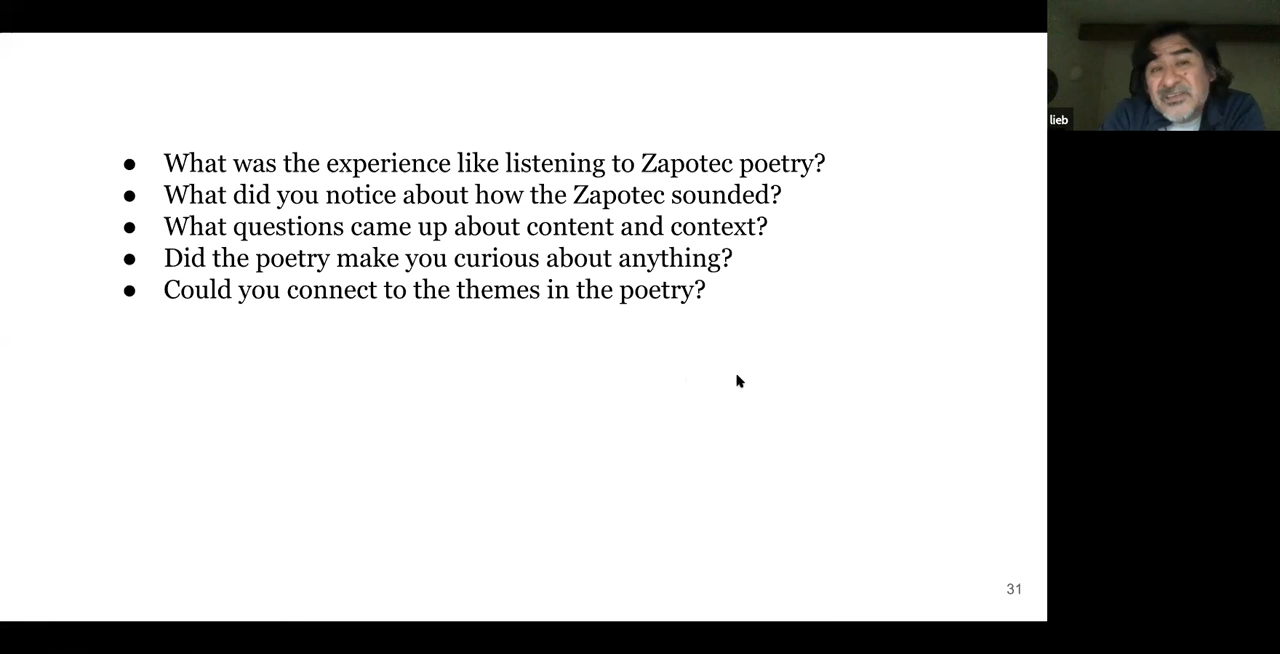 ● What was the experience like listening to Zapotec poetry?
● What did you notice about how the Zapotec sounded?
● What questions came up about content and context?
● Did the poetry make you curious about anything?
● Could you connect to the themes in the poetry?
31
lieb